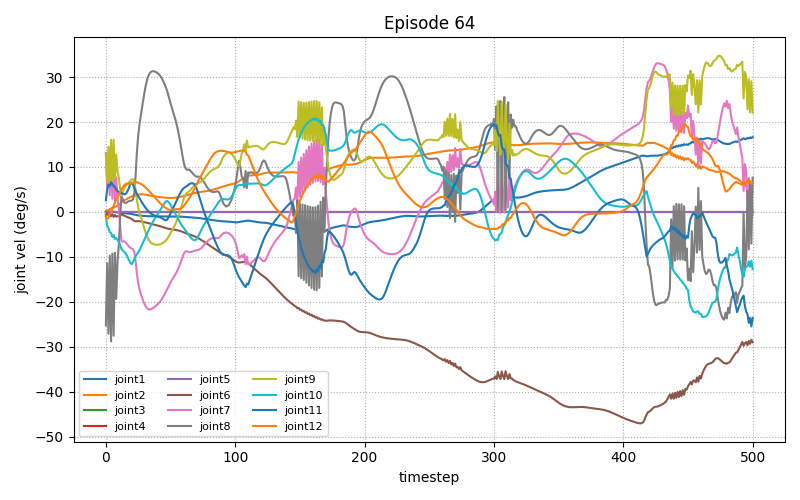 Episode 64
joint vel (deg/s)
30
20
10
0
−10
−20
−30
−40
−50
joint1 joint5 joint9
joint2 joint6 joint10
joint3 joint7 joint11
joint4 joint8 joint12
0 100 200 300 400 500
timestep